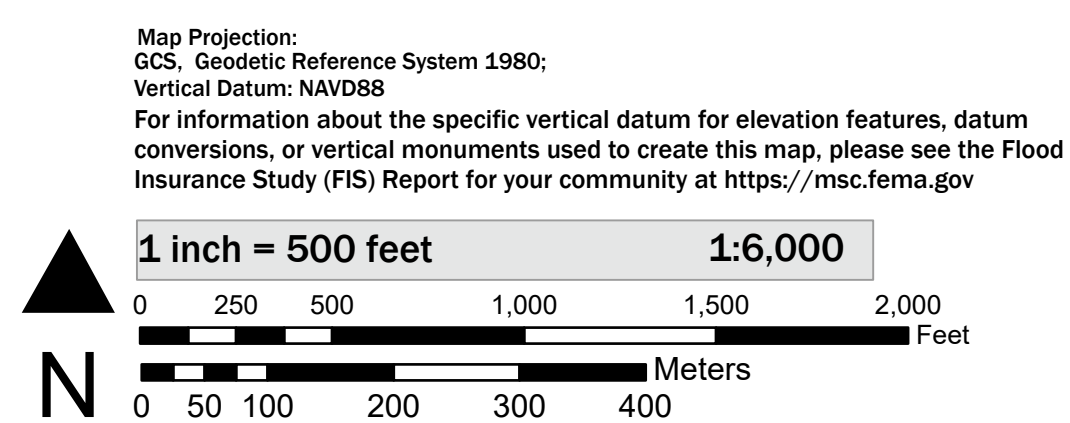 Map Projection:
GCS, Geodetic Reference System 1980;
Vertical Datum: NAVD88
For information about the specific vertical datum for elevation features, datum
conversions, or vertical monuments used to create this map, please see the Flood
Insurance Study (FIS) Report for your community at https://msc.fema.gov
1 inch = 500 feet 1:6,000
0 250 500 1,000 1,500 2,000
Feet
Meters
0 50 100 200 300 400
N